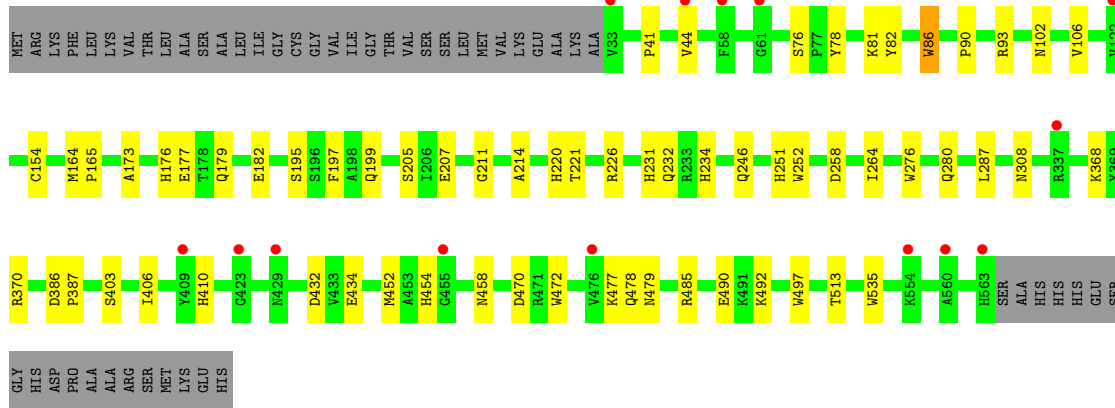 MET ARG LYS LYS PHE LEU LYS VAL THR LEU ALA SER ALA LEU ILE GLY CYS GLY VAL ILE GLY THR VAL SER SER LEU MET VAL LYS GLU ALA LYS ALA V33 P41 V44 F58 G61 S76 P77 Y78 K81 Y82 W86 P90 R93 N102 V106
C154 M164 P165 A173 H176 E177 T178 Q179 E182 S195 S196 F197 A198 Q199 S205 I206 E207 G211 A214 H220 T221 R226 H231 Q232 R233 H234 Q246 H251 W252 D258 I264 W276 Q280 L287 N308 R337 K368 Y369
R370 D386 P387 S403 I406 Y409 H410 G423 N429 D432 V433 E434 M452 A453 H454 G455 N458 D470 R471 W472 V476 K477 Q478 N479 R485 E490 K491 K492 W497 T513 W535 K554 A560 H563 SER ALA HIS HIS HIS GLU SER
GLY HIS ASP PRO ALA ALA ARG SER MET LYS GLU HIS